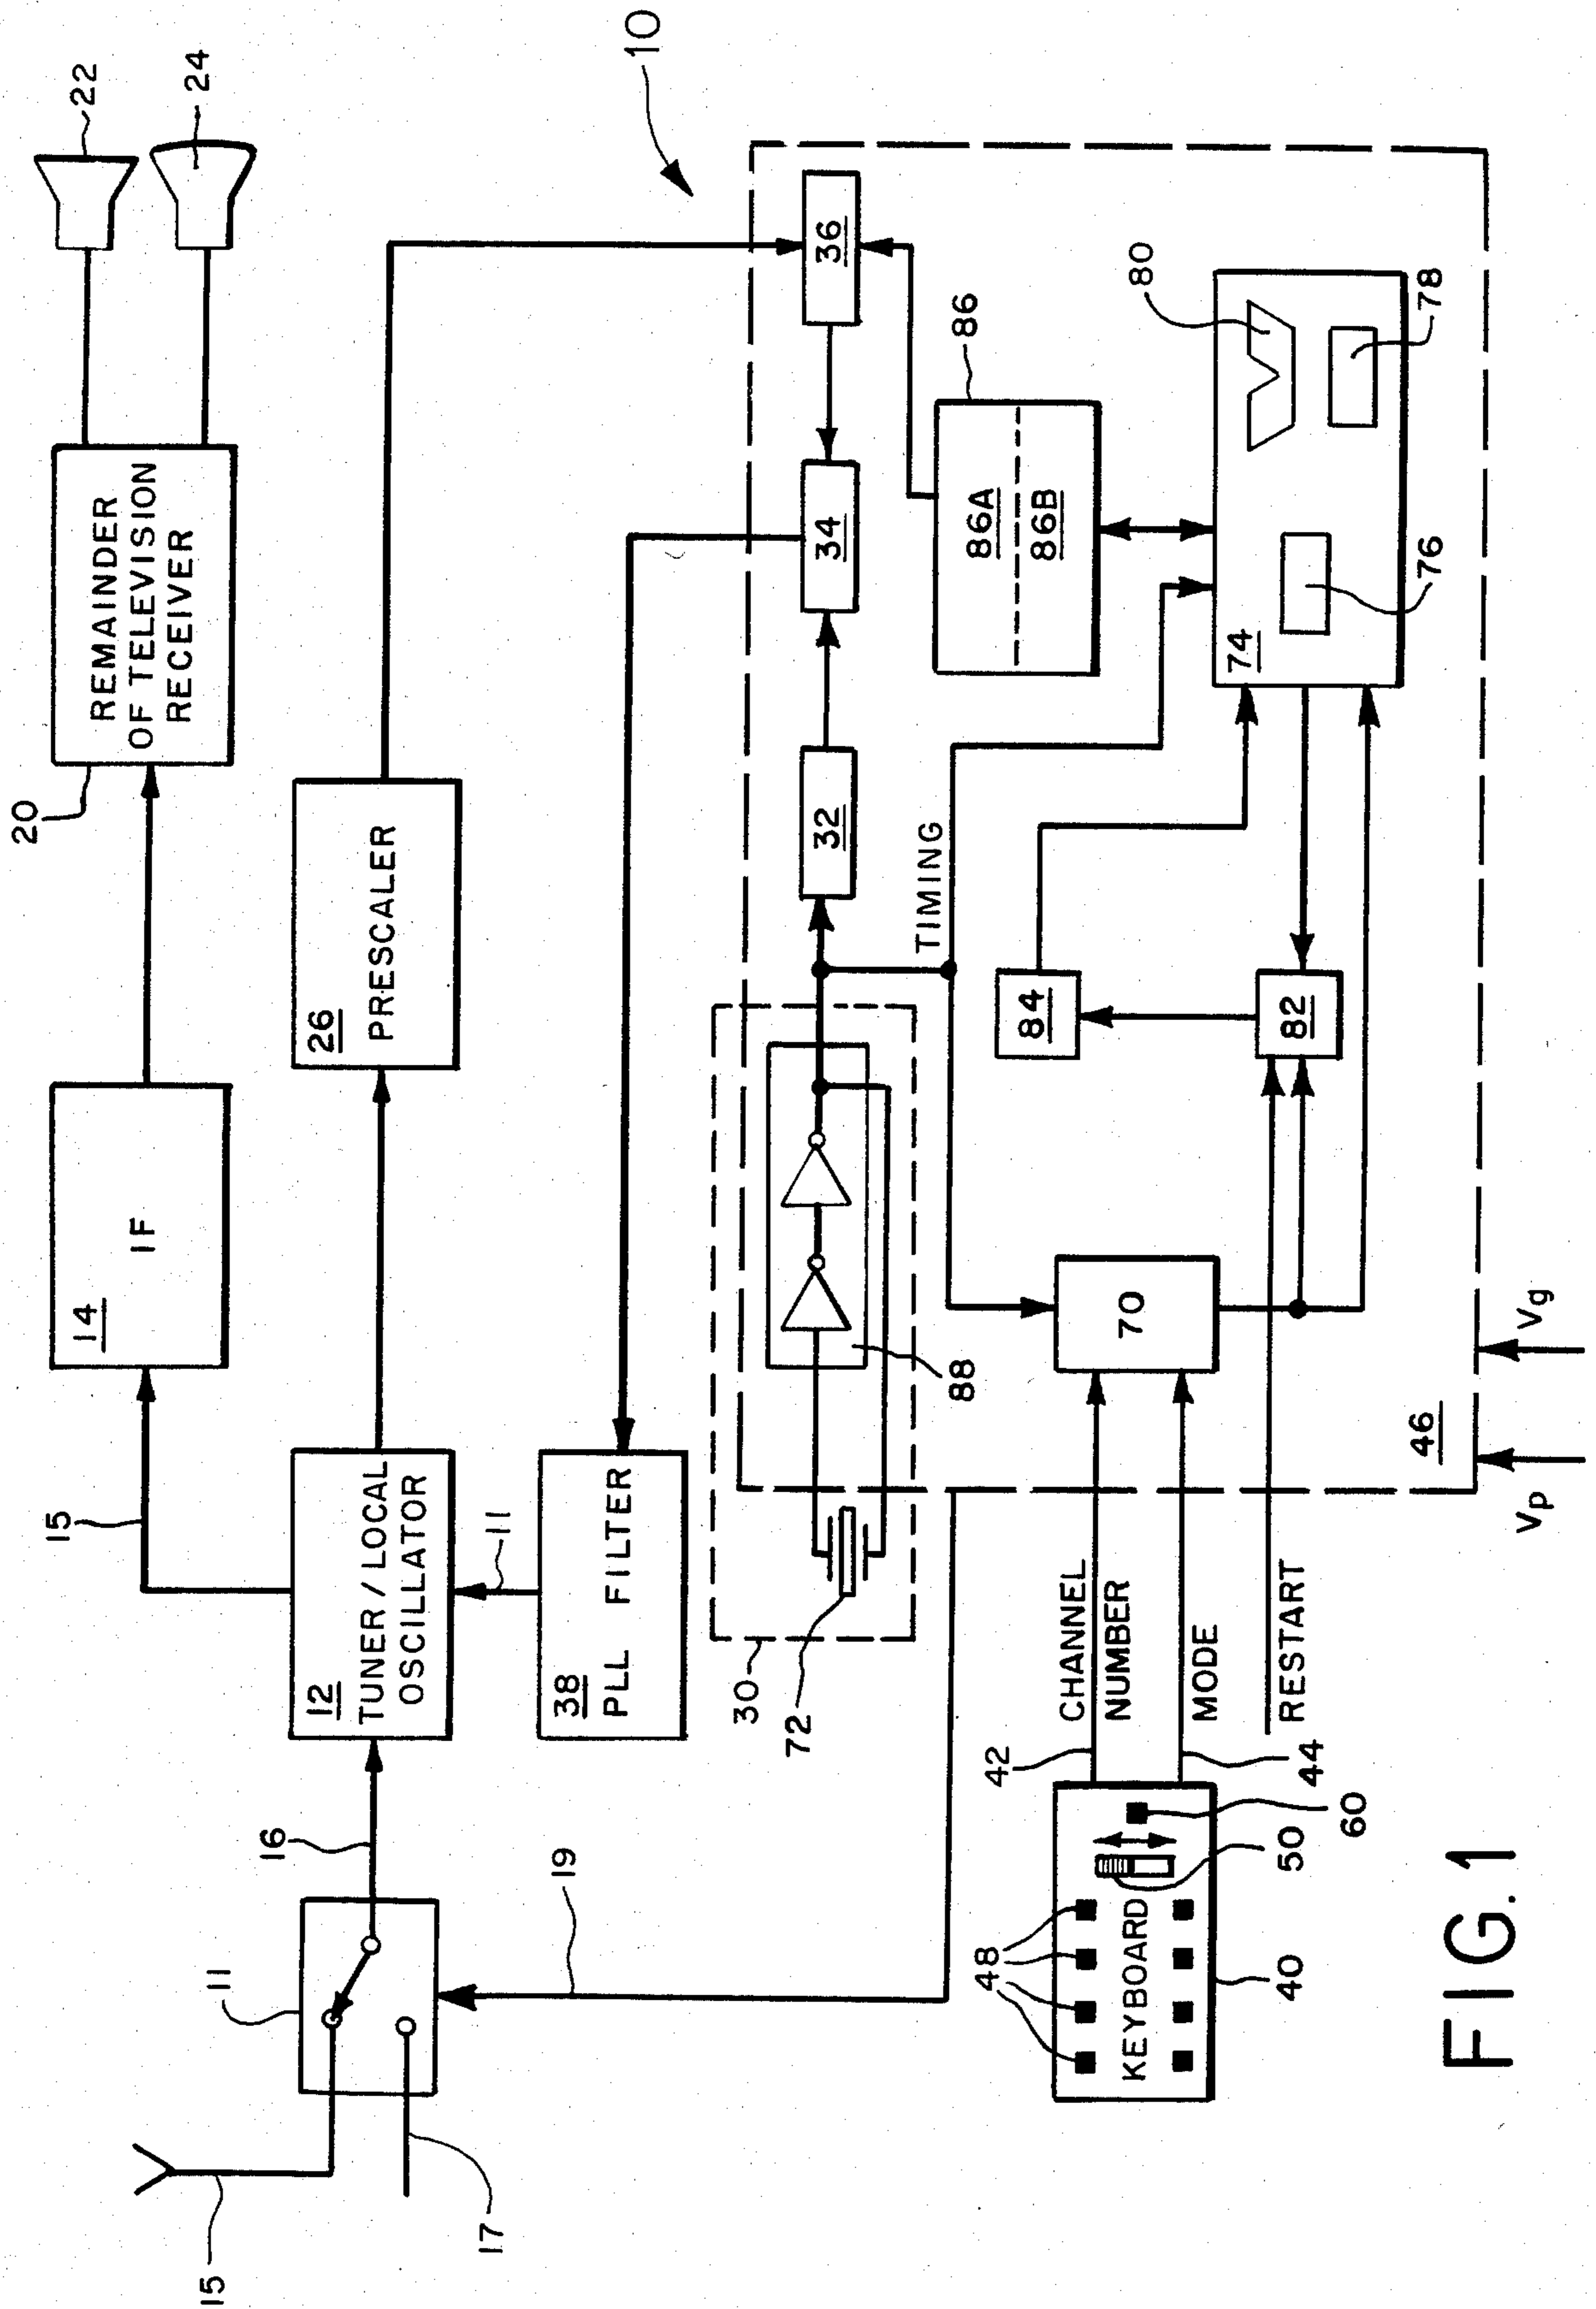 22
24
10
20
REMAINDER
OF TELEVISION
RECEIVER
14
IF
15
26
PRESCALER
12
TUNER / LOCAL
OSCILLATOR
11
38
PLL FILTER
16
11
15
17
19
36
34
32
86
86A
86B
80
78
76
74
TIMING
84
82
88
30
72
70
46
Vg
Vp
CHANNEL
NUMBER
MODE
RESTART
42
44
60
50
48
KEYBOARD
40
FIG. 1